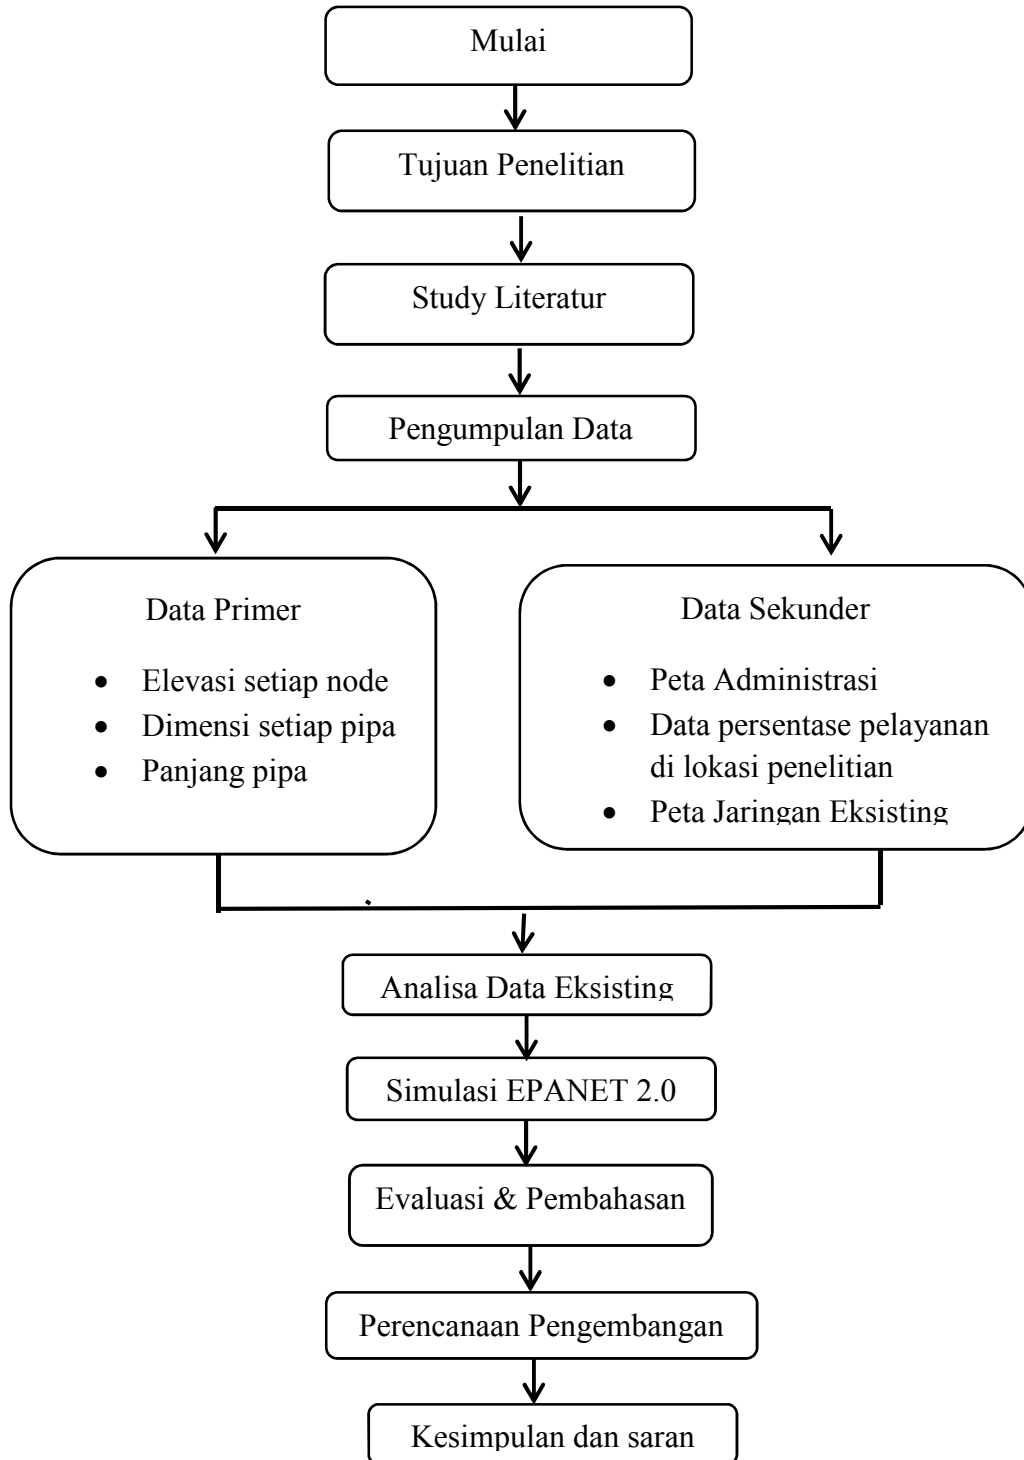 Mulai
Tujuan Penelitian
Study Literatur
Pengumpulan Data
Data Primer
• Elevasi setiap node
• Dimensi setiap pipa
• Panjang pipa
Data Sekunder
• Peta Administrasi
• Data persentase pelayanan
di lokasi penelitian
• Peta Jaringan Eksisting
Analisa Data Eksisting
Simulasi EPANET 2.0
Evaluasi & Pembahasan
Perencanaan Pengembangan
Kesimpulan dan saran